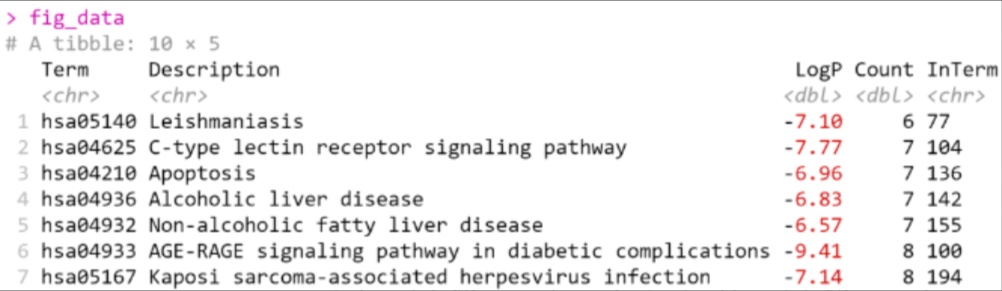 > fig_data
# A tibble: 10 × 5
Term Description LogP Count InTerm
<chr> <chr> <dbl> <dbl> <chr>
1 hsa05140 Leishmaniasis -7.10 6 77
2 hsa04625 C-type lectin receptor signaling pathway -7.77 7 104
3 hsa04210 Apoptosis -6.96 7 136
4 hsa04936 Alcoholic liver disease -6.83 7 142
5 hsa04932 Non-alcoholic fatty liver disease -6.57 7 155
6 hsa04933 AGE-RAGE signaling pathway in diabetic complications -9.41 8 100
7 hsa05167 Kaposi sarcoma-associated herpesvirus infection -7.14 8 194